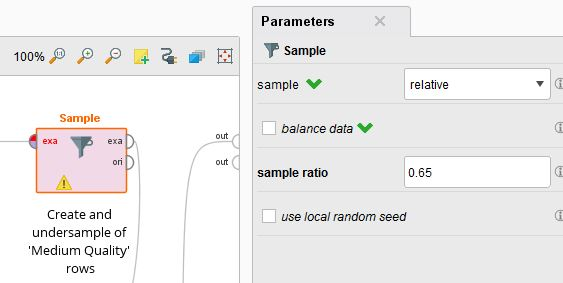 Parameters
Sample
100%
sample
relative
balance data
sample ratio
0.65
use local random seed
Sample
exa
exa
ori
out
out
Create and
undersample of
'Medium Quality'
rows